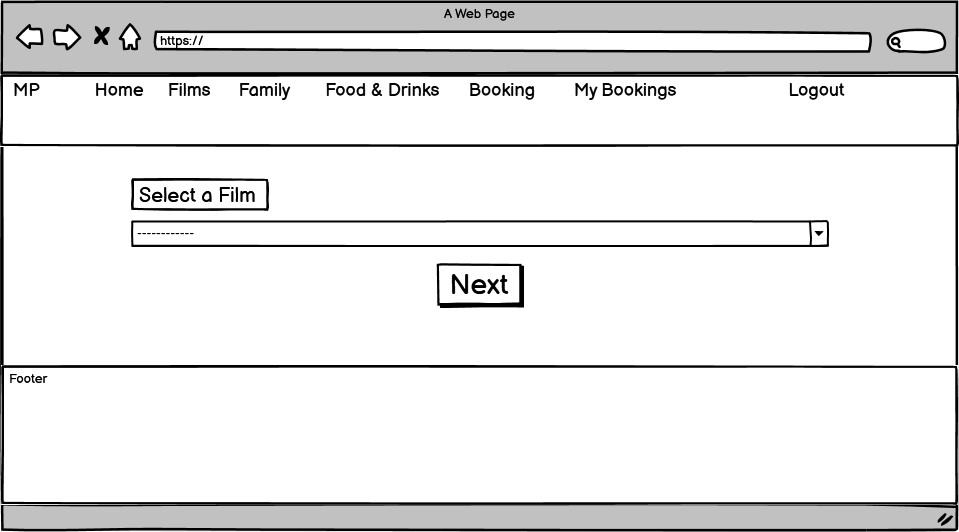 A Web Page
https://
MP Home Films Family Food & Drinks Booking My Bookings Logout
Select a Film
------------
Next
Footer